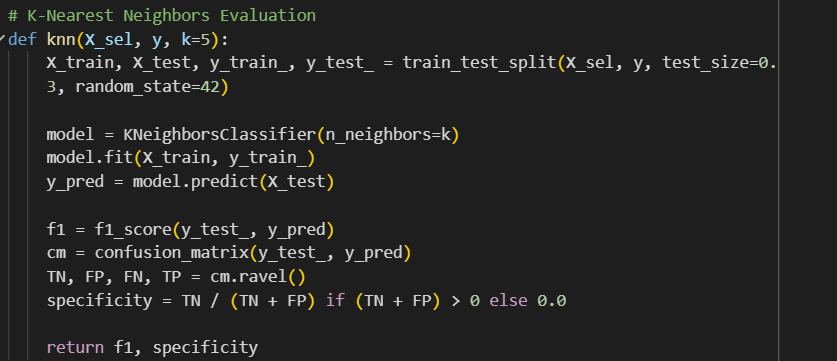 # K-Nearest Neighbors Evaluation
def knn(X_sel, y, k=5):
X_train, X_test, y_train_, y_test_ = train_test_split(X_sel, y, test_size=0.
3, random_state=42)
model = KNeighborsClassifier(n_neighbors=k)
model.fit(X_train, y_train_)
y_pred = model.predict(X_test)
f1 = f1_score(y_test_, y_pred)
cm = confusion_matrix(y_test_, y_pred)
TN, FP, FN, TP = cm.ravel()
specificity = TN / (TN + FP) if (TN + FP) > 0 else 0.0
return f1, specificity